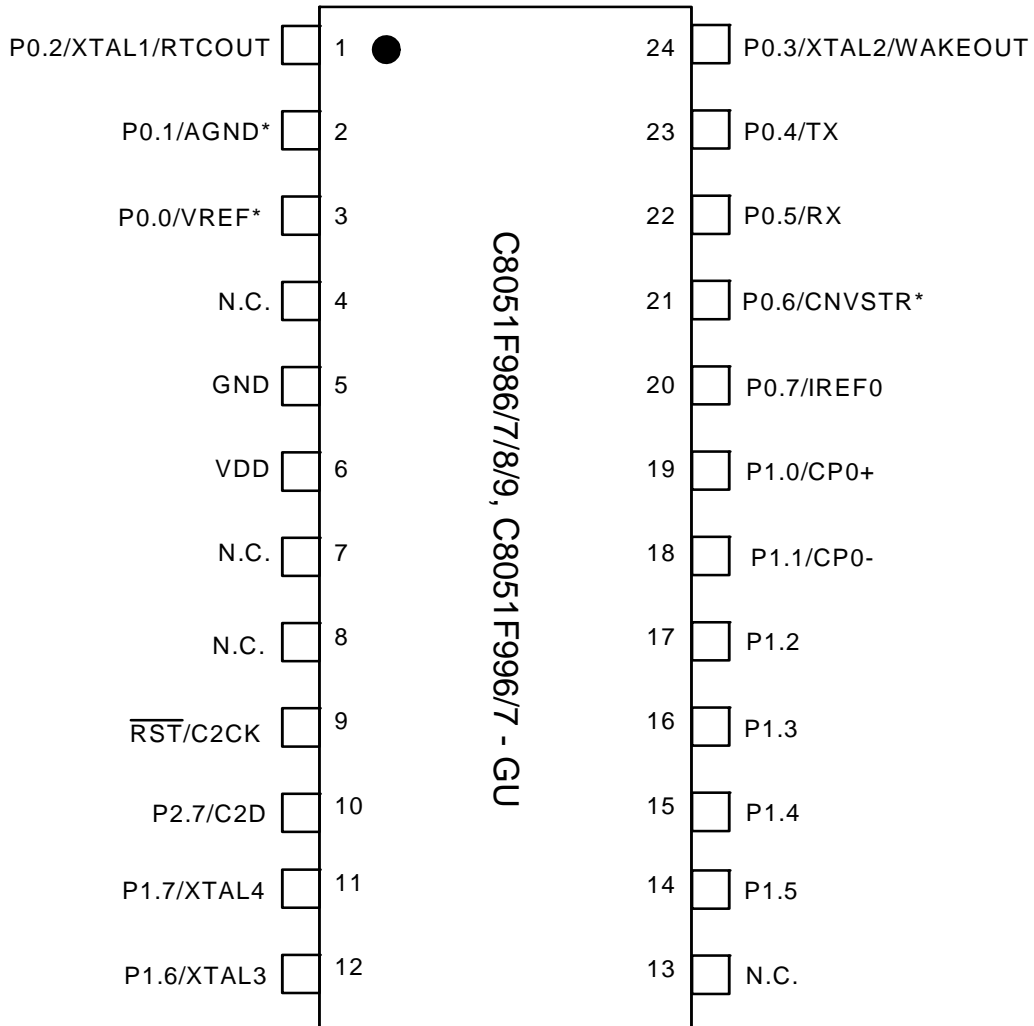 P0.2/XTAL1/RTCOUT 1 24 P0.3/XTAL2/WAKEOUT
P0.1/AGND* 2 23 P0.4/TX
P0.0/VREF* 3 22 P0.5/RX
N.C. 4 21 P0.6/CNVSTR*
GND 5 20 P0.7/IREF0
VDD 6 19 P1.0/CP0+
N.C. 7 18 P1.1/CP0-
N.C. 8 17 P1.2
RST/C2CK 9 16 P1.3
P2.7/C2D 10 15 P1.4
P1.7/XTAL4 11 14 P1.5
P1.6/XTAL3 12 13 N.C.
C8051F986/7/8/9, C8051F996/7 - GU